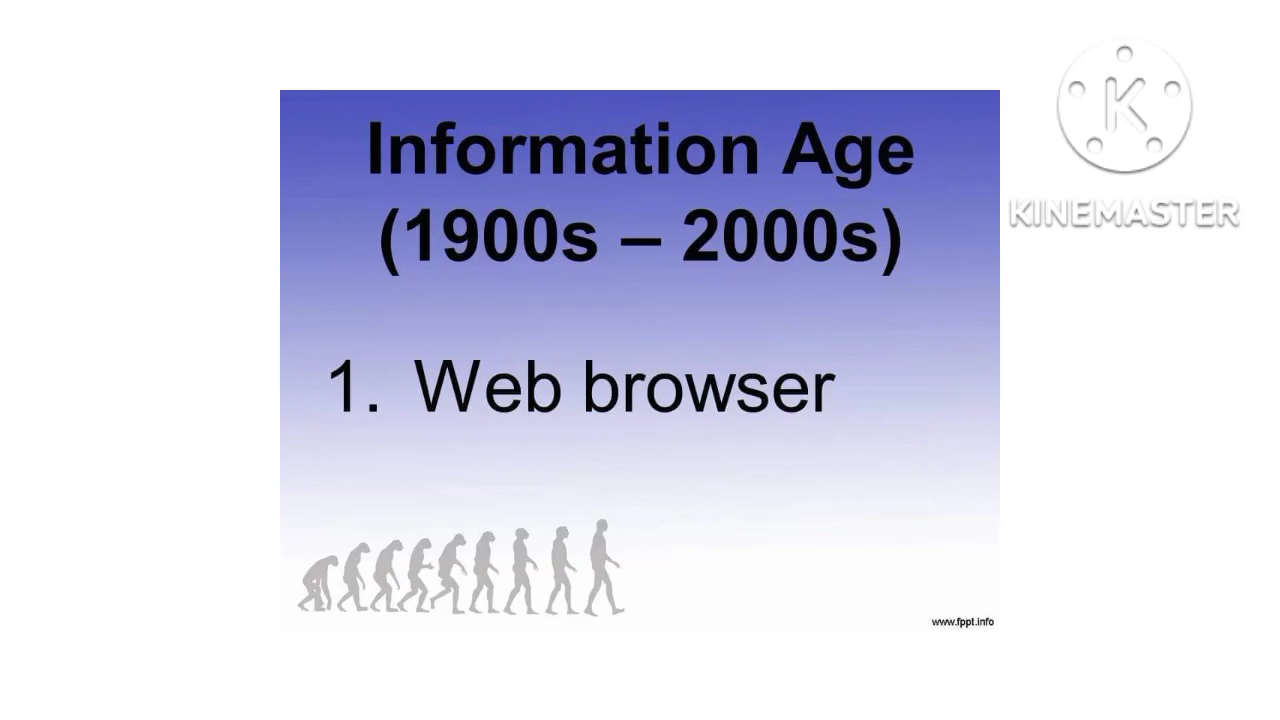 Information Age
(1900s – 2000s)
1. Web browser
www.fppt.info
K
KINEMASTER